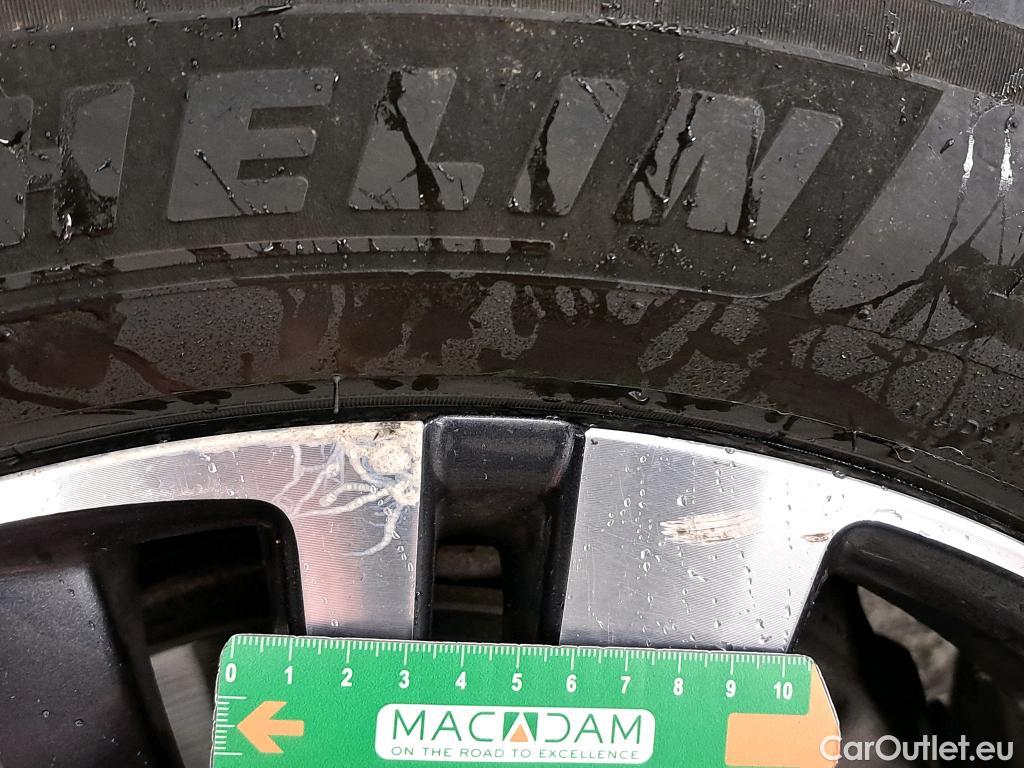 HELIN
0 1 2 3 4 5 6 7 8 9 10
MACADAM
ON THE ROAD TO EXCELLENCE
CarOutlet.eu